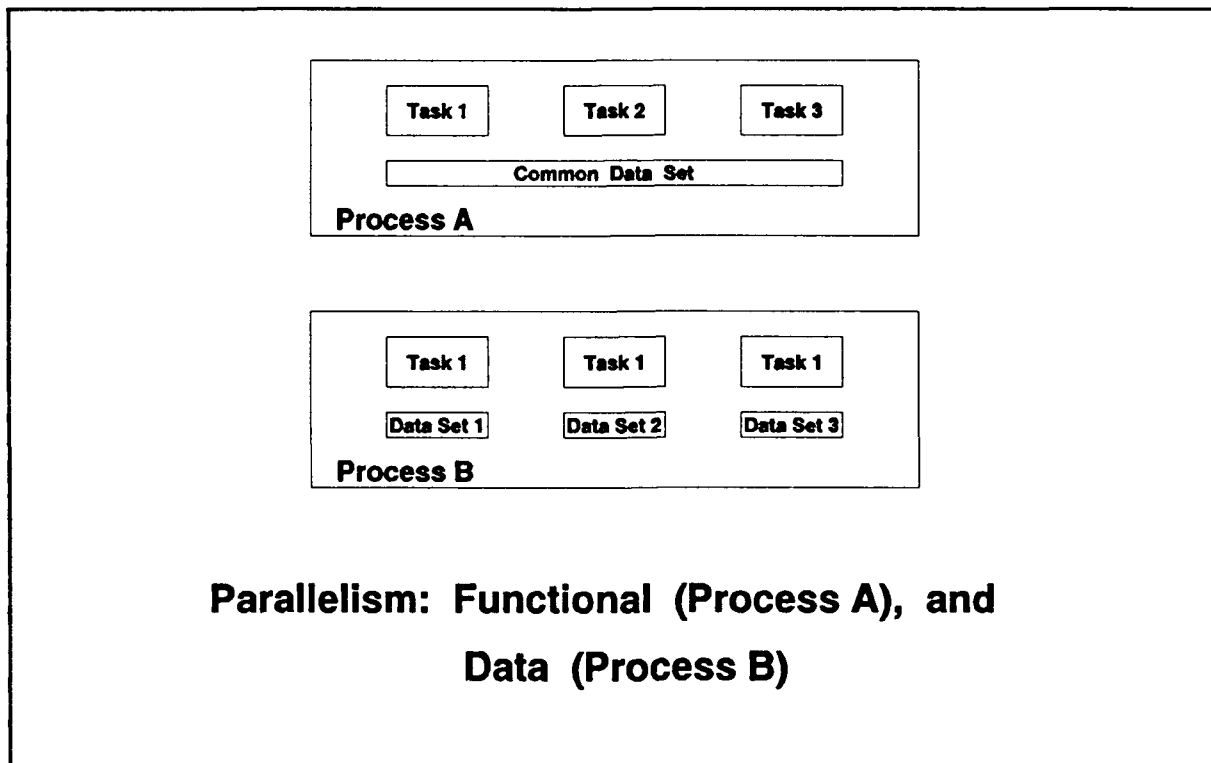 Task 1 Task 2 Task 3
Common Data Set
Process A
Task 1 Task 1 Task 1
Data Set 1 Data Set 2 Data Set 3
Process B
Parallelism: Functional (Process A), and
Data (Process B)